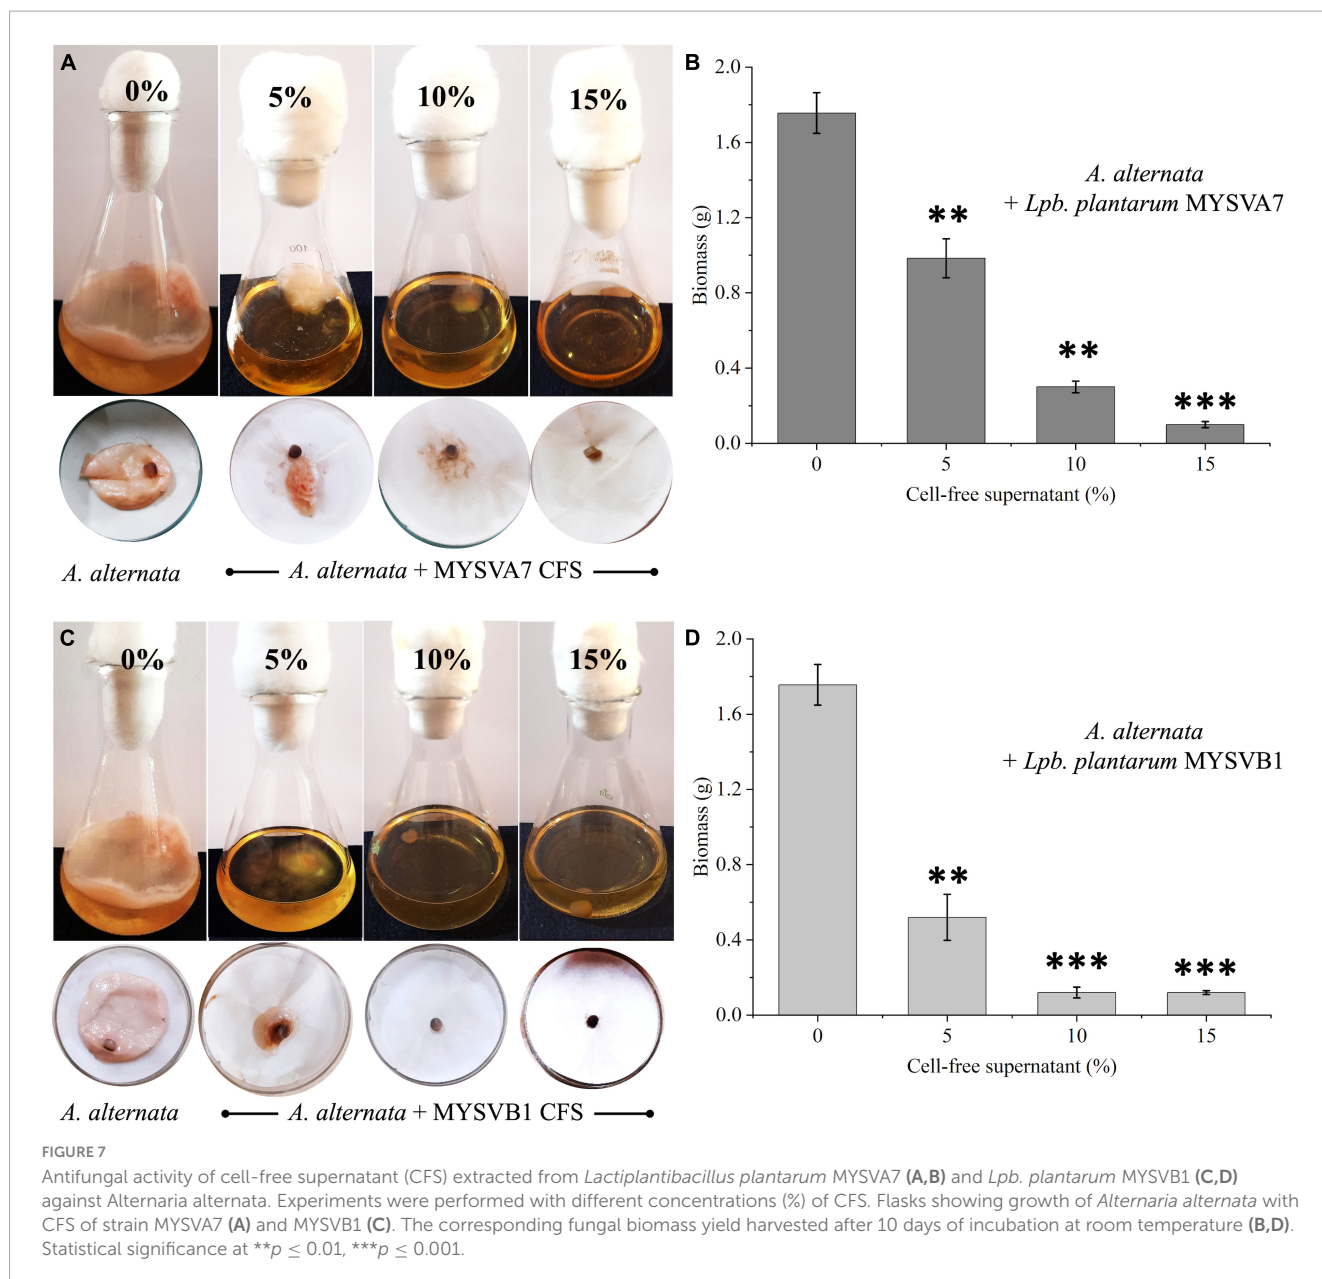 A
0%
5%
10%
15%
100
A. alternata
A. alternata + MYSVA7 CFS
B
2.0
1.6
1.2
0.8
0.4
0.0
Biomass (g)
A. alternata
+ Lpb. plantarum MYSVA7
**
**
***
0
5
10
15
Cell-free supernatant (%)
C
0%
5%
10%
15%
A. alternata
A. alternata + MYSVB1 CFS
D
2.0
1.6
1.2
0.8
0.4
0.0
Biomass (g)
A. alternata
+ Lpb. plantarum MYSVB1
**
***
***
0
5
10
15
Cell-free supernatant (%)
FIGURE 7
Antifungal activity of cell-free supernatant (CFS) extracted from Lactiplantibacillus plantarum MYSVA7 (A,B) and Lpb. plantarum MYSVB1 (C,D)
against Alternaria alternata. Experiments were performed with different concentrations (%) of CFS. Flasks showing growth of Alternaria alternata with
CFS of strain MYSVA7 (A) and MYSVB1 (C). The corresponding fungal biomass yield harvested after 10 days of incubation at room temperature (B,D).
Statistical significance at **p ≤ 0.01, ***p ≤ 0.001.